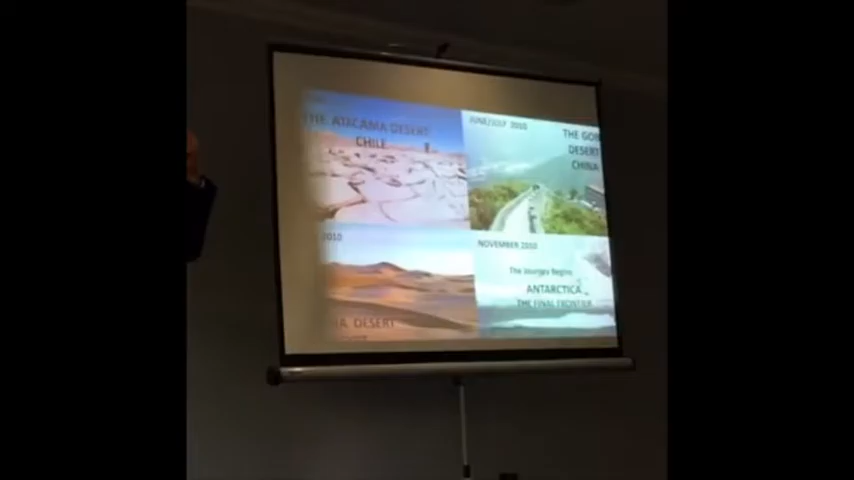 THE ATACAMA DESERT
CHILE
JUNE/JULY 2010
THE GOBI
DESERT
CHINA
2010
DESERT
NOVEMBER 2010
The Journey Begins
ANTARCTICA
THE FINAL FRONTIER